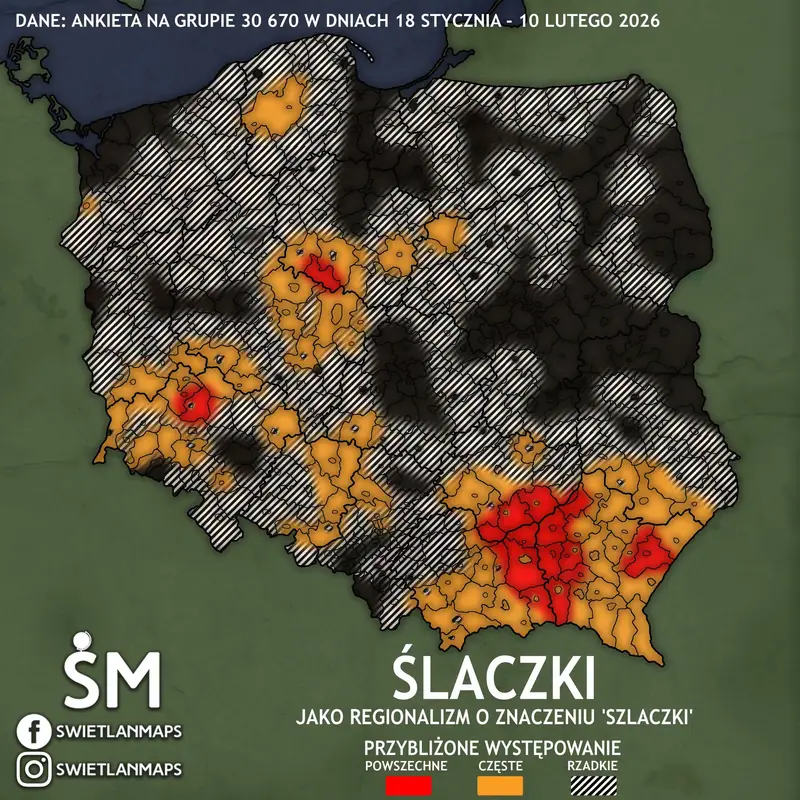 DANE: ANKIETA NA GRUPIE 30 670 W DNIACH 18 STYCZNIA - 10 LUTEGO 2026
ŚM
SWIETLANMAPS
SWIETLANMAPS
ŚLACZKI
JAKO REGIONALIZM O ZNACZENIU 'SZLACZKI'
PRZYBLIŻONE WYSTĘPOWANIE
POWSZECHNE CZĘSTE RZADKIE